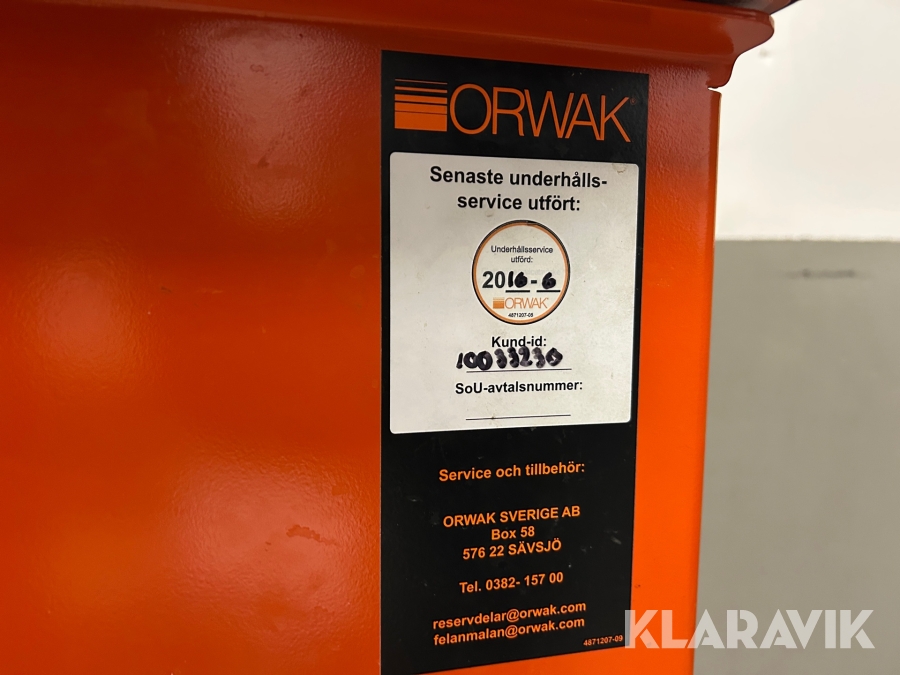 ORWAK
Senaste underhålls-
service utfört:
Underhållsservice
utförd:
2016-6
ORWAK
4871207-09
Kund-id:
10033230
SoU-avtalsnummer:
Service och tillbehör:
ORWAK SVERIGE AB
Box 58
576 22 SÄVSJÖ
Tel. 0382- 157 00
reservdelar@orwak.com
felanmalan@orwak.com
4871207-09
KLARAVIK